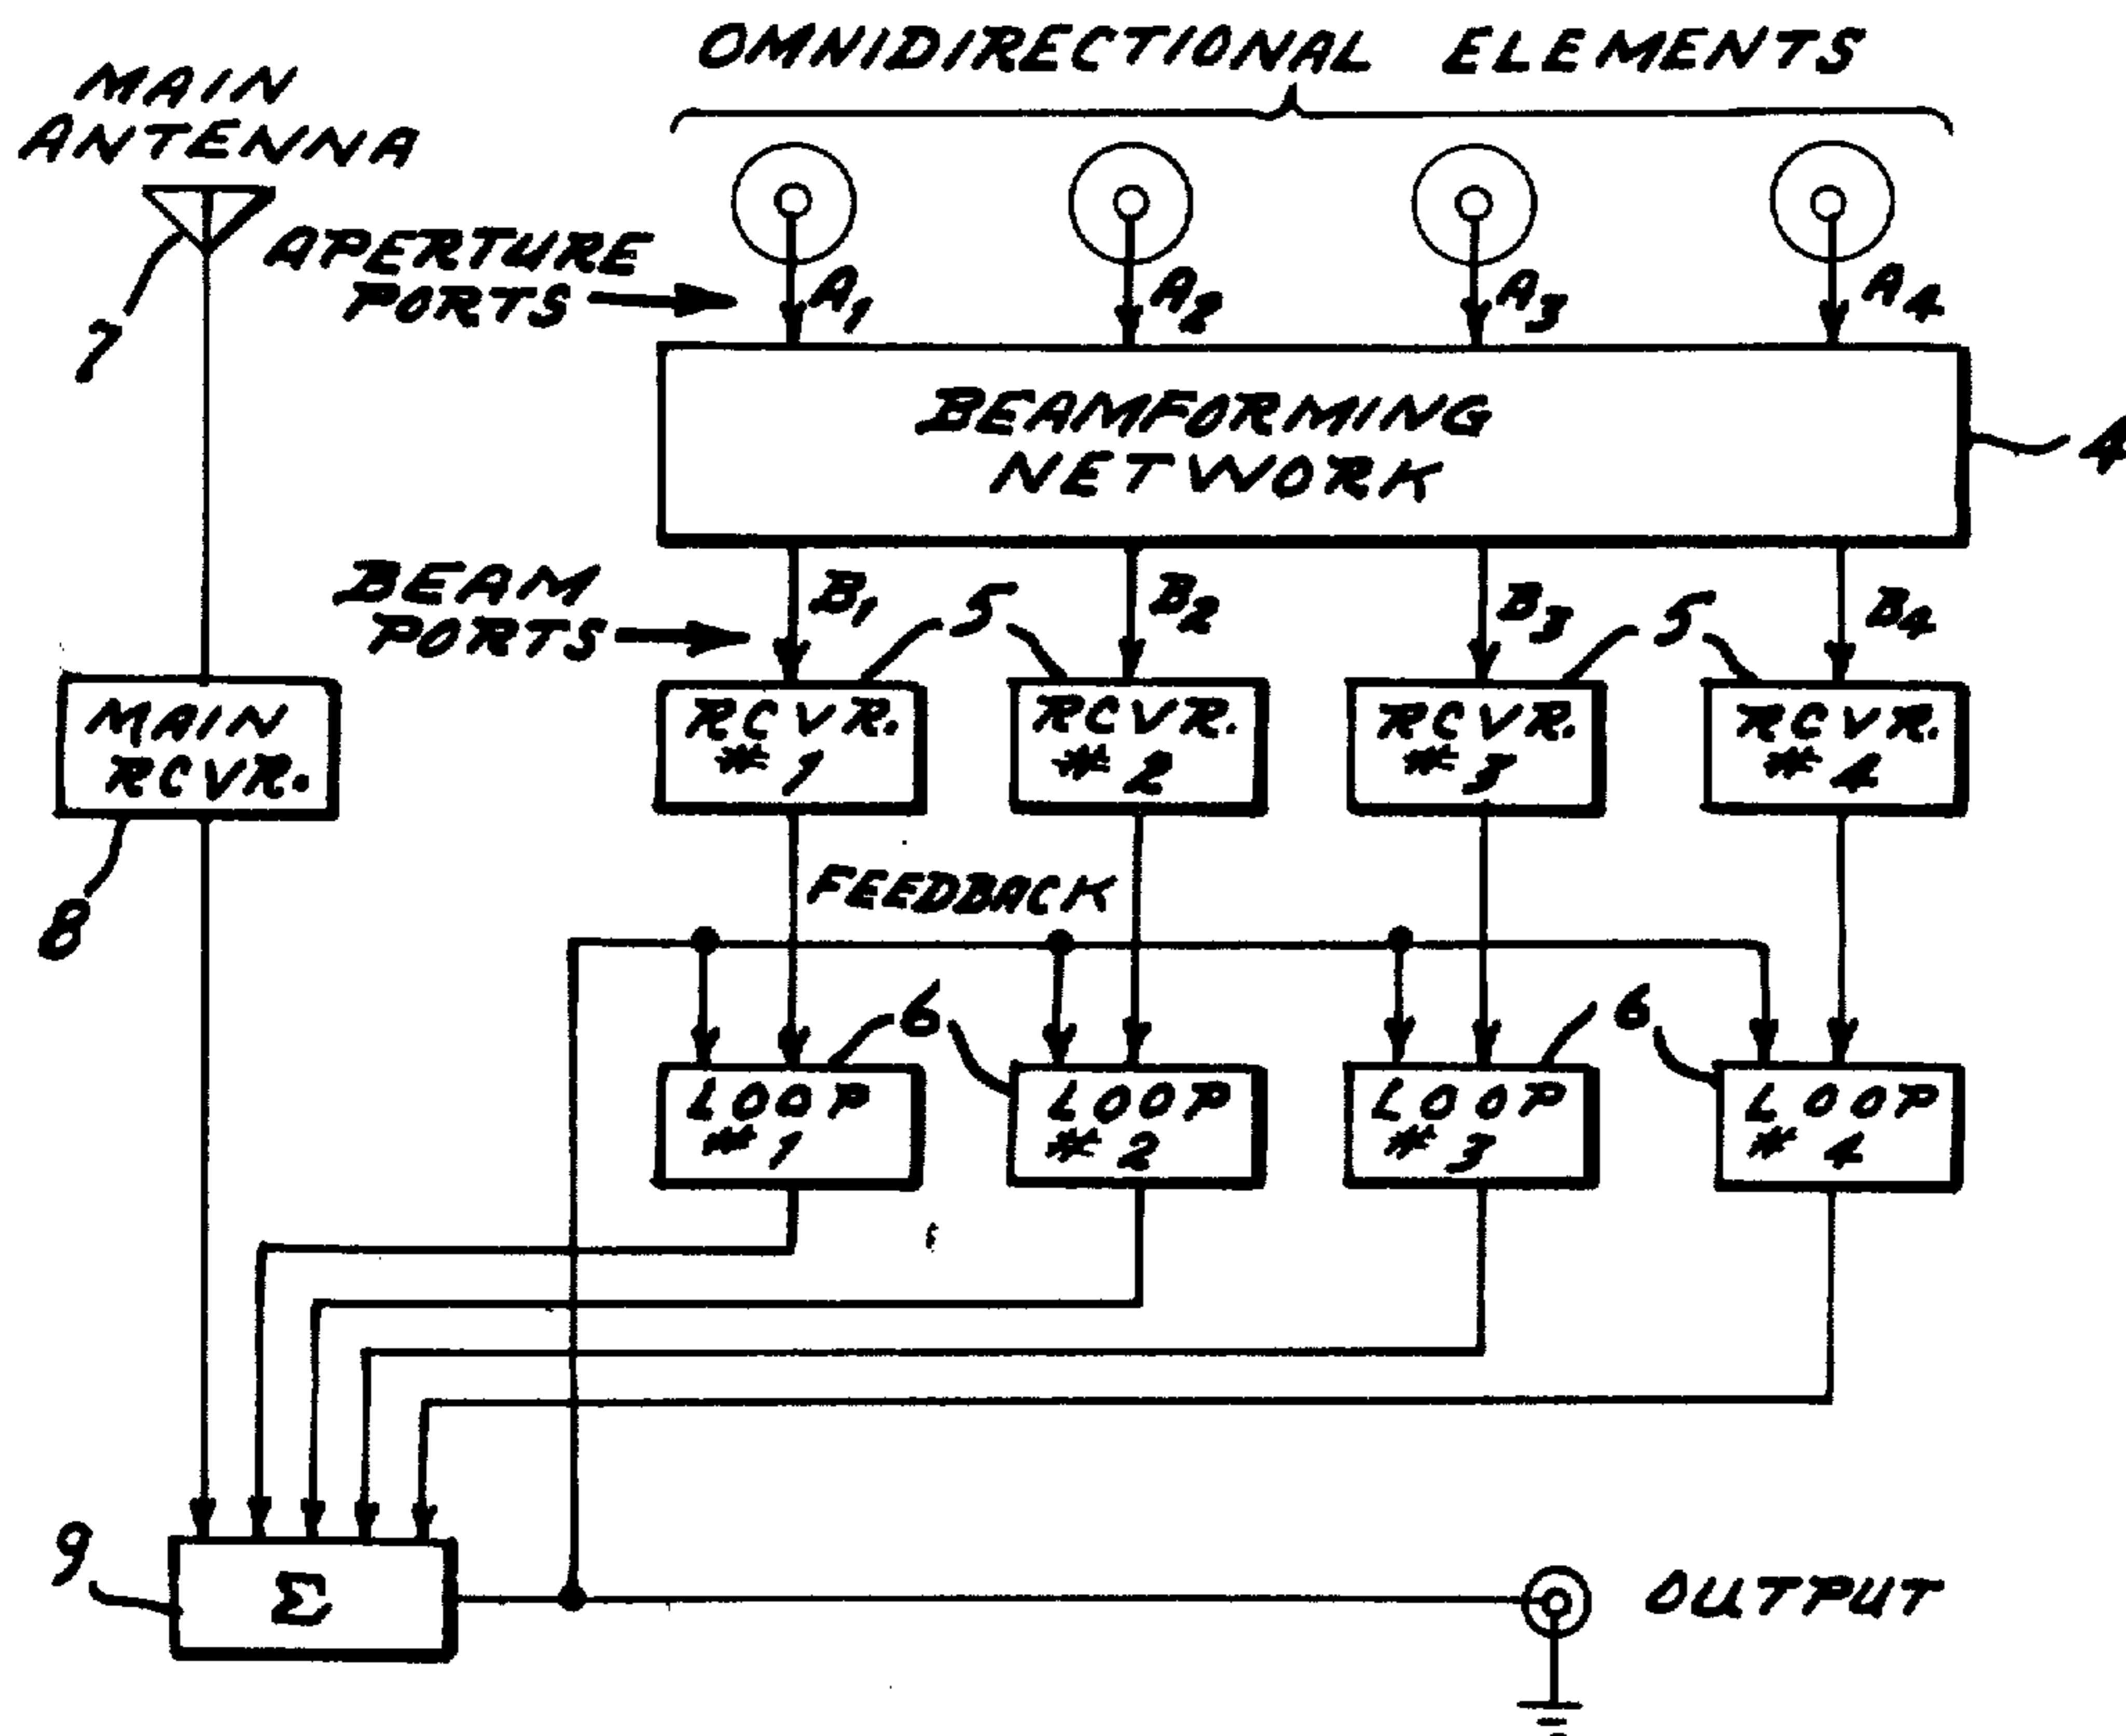 OMNIDIRECTIONAL ELEMENTS
MAIN
ANTENNA
APERTURE
PORTS
A1
A2
A3
A4
7
BEAMFORMING
NETWORK
4
BEAM
PORTS
B1
5
B2
B3
5
B4
MAIN
RCVR.
RCVR.
#1
RCVR.
#2
RCVR.
#3
RCVR.
#4
8
FEEDBACK
6
6
LOOP
#1
LOOP
#2
LOOP
#3
LOOP
#4
9
Σ
OUTPUT